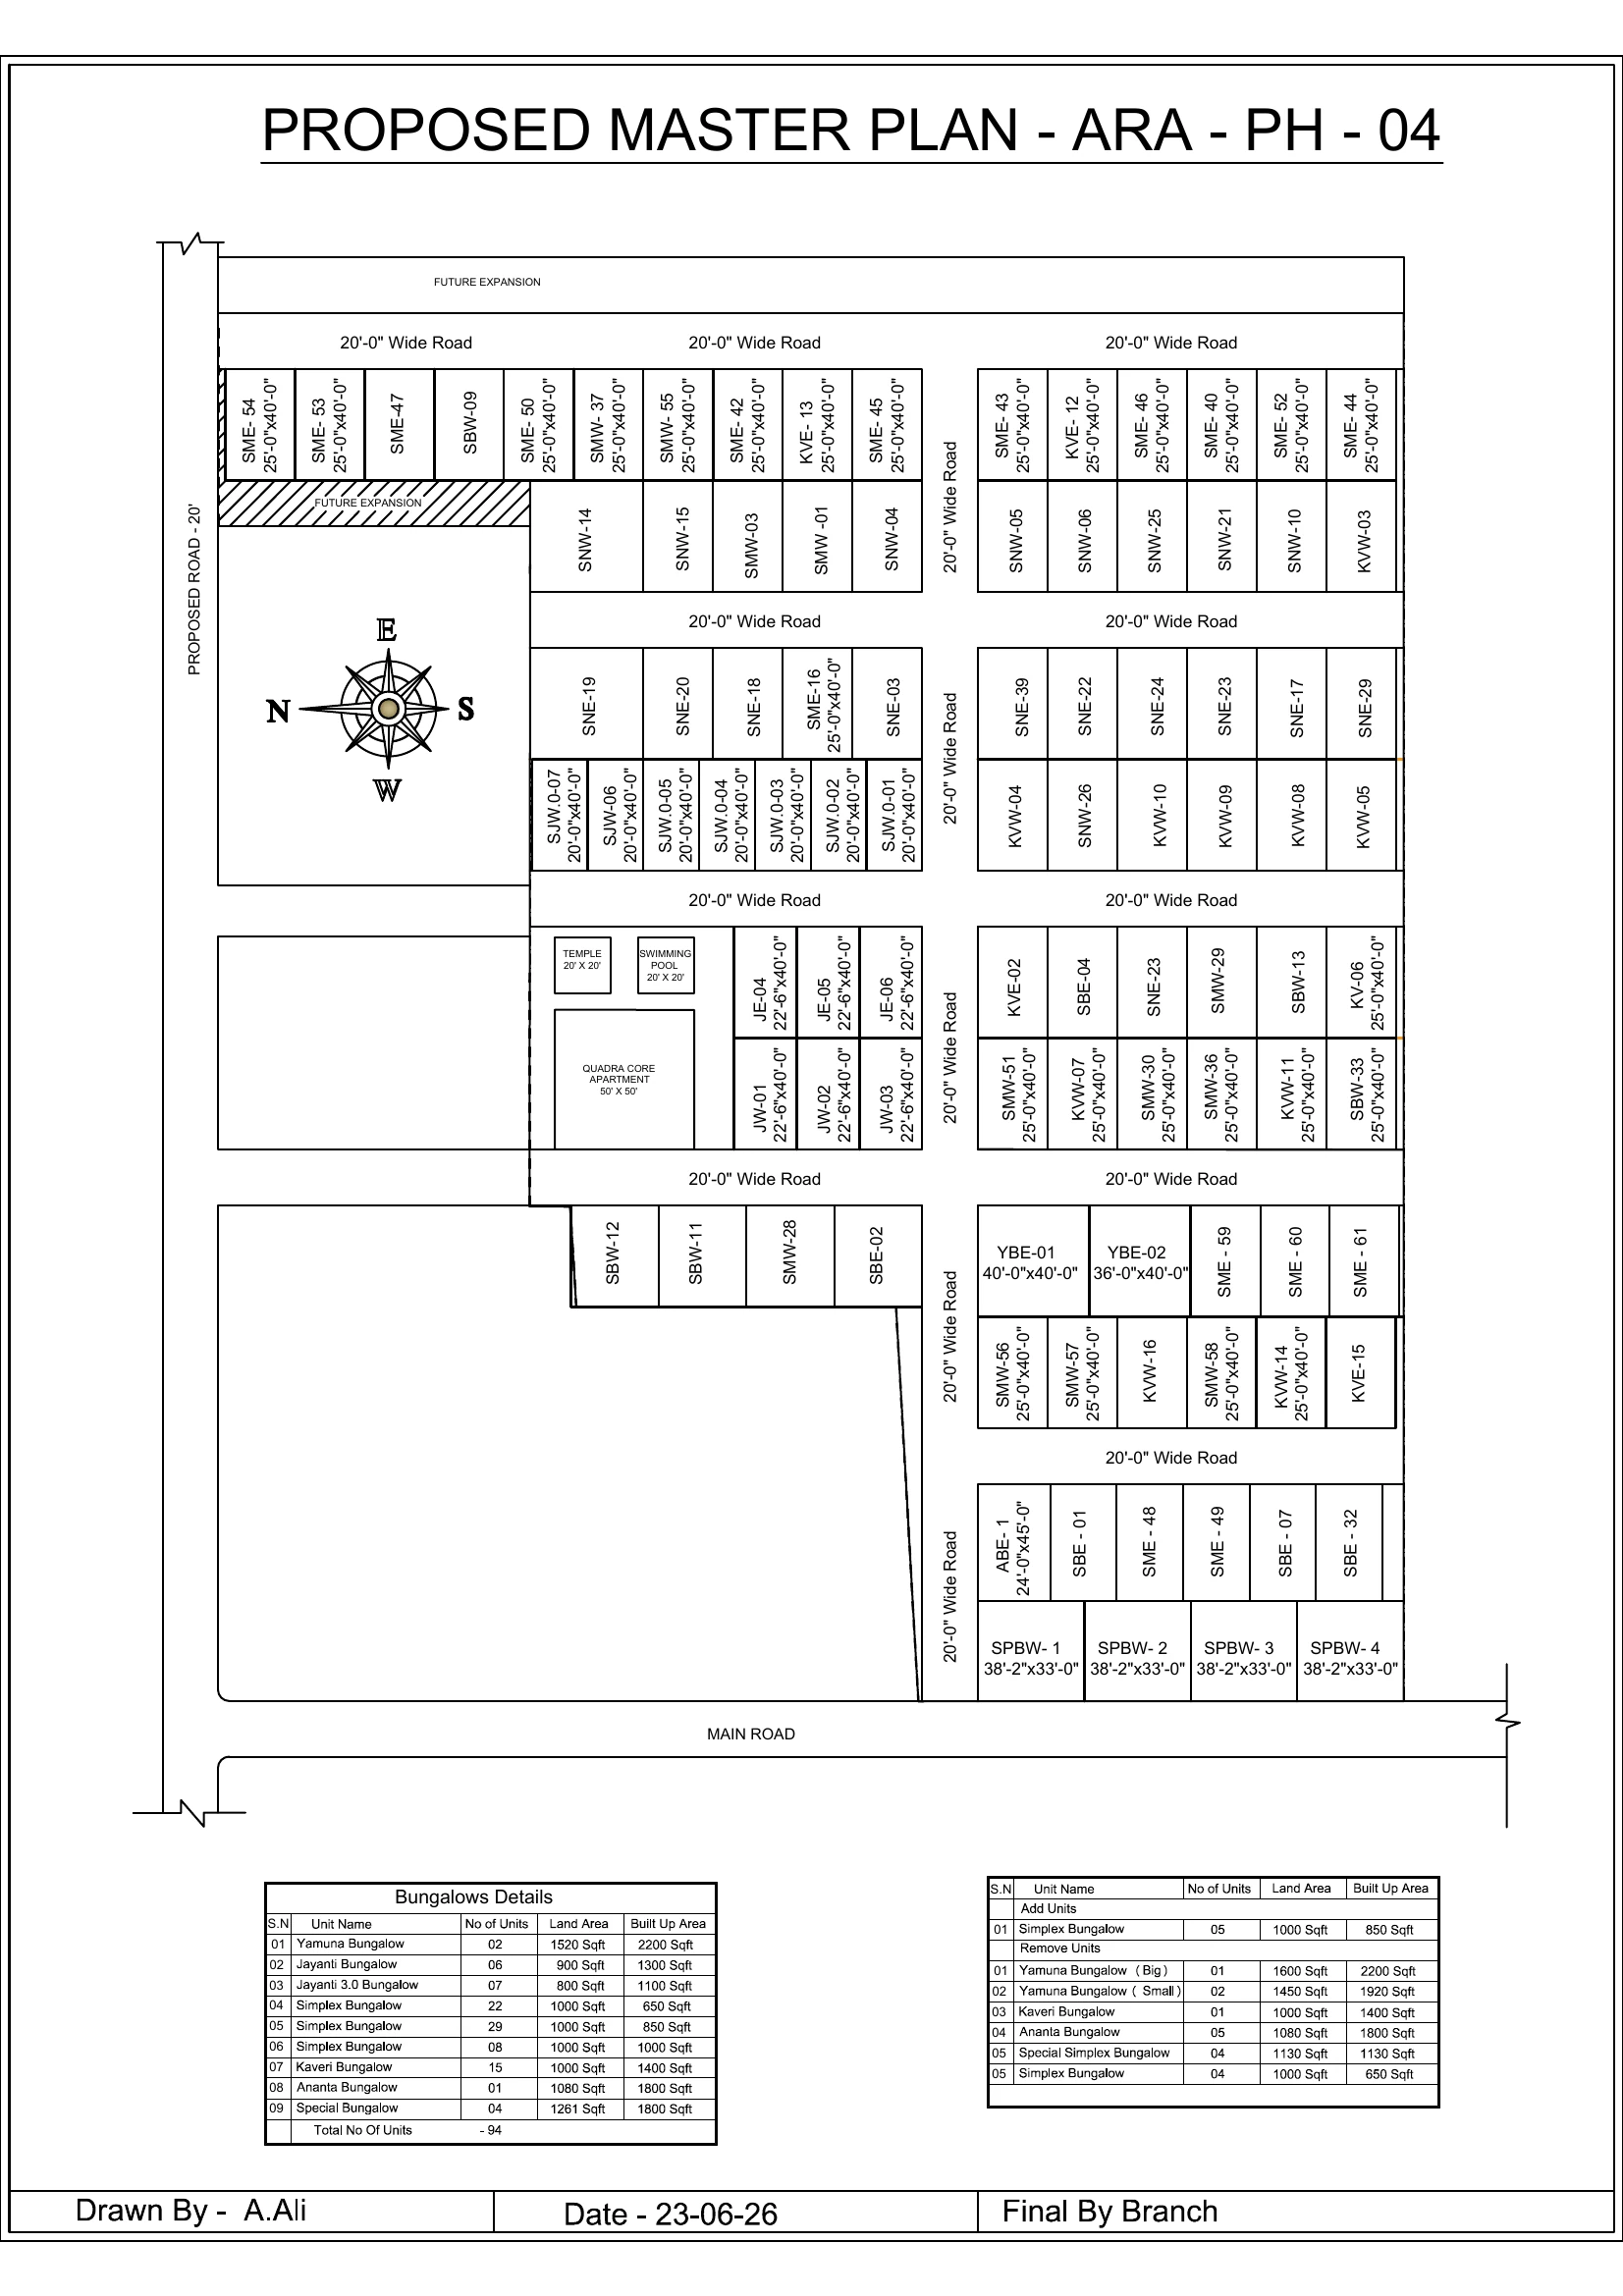 PROPOSED MASTER PLAN - ARA - PH - 04
FUTURE EXPANSION
20'-0" Wide Road
20'-0" Wide Road
20'-0" Wide Road
SME- 54
25'-0"x40'-0"
SME- 53
25'-0"x40'-0"
SME-47
SBW-09
SME- 50
25'-0"x40'-0"
SMW- 37
25'-0"x40'-0"
SMW- 55
25'-0"x40'-0"
SME- 42
25'-0"x40'-0"
KVE- 13
25'-0"x40'-0"
SME- 45
25'-0"x40'-0"
20'-0" Wide Road
SME- 43
25'-0"x40'-0"
KVE- 12
25'-0"x40'-0"
SME- 46
25'-0"x40'-0"
SME- 40
25'-0"x40'-0"
SME- 52
25'-0"x40'-0"
SME- 44
25'-0"x40'-0"
FUTURE EXPANSION
PROPOSED ROAD - 20'
SNW-14
SNW-15
SMW-03
SMW -01
SNW-04
SNW-05
SNW-06
SNW-25
SNW-21
SNW-10
KVW-03
20'-0" Wide Road
20'-0" Wide Road
E
N
S
W
SNE-19
SNE-20
SNE-18
SME-16
25'-0"x40'-0"
SNE-03
20'-0" Wide Road
SNE-39
SNE-22
SNE-24
SNE-23
SNE-17
SNE-29
SJW.0-07
20'-0"x40'-0"
SJW-06
20'-0"x40'-0"
SJW.0-05
20'-0"x40'-0"
SJW.0-04
20'-0"x40'-0"
SJW.0-03
20'-0"x40'-0"
SJW.0-02
20'-0"x40'-0"
SJW.0-01
20'-0"x40'-0"
KVW-04
SNW-26
KVW-10
KVW-09
KVW-08
KVW-05
20'-0" Wide Road
20'-0" Wide Road
TEMPLE
20' X 20'
SWIMMING
POOL
20' X 20'
JE-04
22'-6"x40'-0"
JE-05
22'-6"x40'-0"
JE-06
22'-6"x40'-0"
20'-0" Wide Road
KVE-02
SBE-04
SNE-23
SMW-29
SBW-13
KV-06
25'-0"x40'-0"
QUADRA CORE
APARTMENT
50' X 50'
JW-01
22'-6"x40'-0"
JW-02
22'-6"x40'-0"
JW-03
22'-6"x40'-0"
SMW-51
25'-0"x40'-0"
KVW-07
25'-0"x40'-0"
SMW-30
25'-0"x40'-0"
SMW-36
25'-0"x40'-0"
KVW-11
25'-0"x40'-0"
SBW-33
25'-0"x40'-0"
20'-0" Wide Road
20'-0" Wide Road
SBW-12
SBW-11
SMW-28
SBE-02
20'-0" Wide Road
YBE-01
40'-0"x40'-0"
YBE-02
36'-0"x40'-0"
SME - 59
SME - 60
SME - 61
SMW-56
25'-0"x40'-0"
SMW-57
25'-0"x40'-0"
KVW-16
SMW-58
25'-0"x40'-0"
KVW-14
25'-0"x40'-0"
KVE-15
20'-0" Wide Road
20'-0" Wide Road
ABE- 1
24'-0"x45'-0"
SBE - 01
SME - 48
SME - 49
SBE - 07
SBE - 32
SPBW- 1
38'-2"x33'-0"
SPBW- 2
38'-2"x33'-0"
SPBW- 3
38'-2"x33'-0"
SPBW- 4
38'-2"x33'-0"
MAIN ROAD
Bungalows Details
S.N Unit Name No of Units Land Area Built Up Area
01 Yamuna Bungalow 02 1520 Sqft 2200 Sqft
02 Jayanti Bungalow 06 900 Sqft 1300 Sqft
03 Jayanti 3.0 Bungalow 07 800 Sqft 1100 Sqft
04 Simplex Bungalow 22 1000 Sqft 650 Sqft
05 Simplex Bungalow 29 1000 Sqft 850 Sqft
06 Simplex Bungalow 08 1000 Sqft 1000 Sqft
07 Kaveri Bungalow 15 1000 Sqft 1400 Sqft
08 Ananta Bungalow 01 1080 Sqft 1800 Sqft
09 Special Bungalow 04 1261 Sqft 1800 Sqft
Total No Of Units - 94
S.N Unit Name No of Units Land Area Built Up Area
Add Units
01 Simplex Bungalow 05 1000 Sqft 850 Sqft
Remove Units
01 Yamuna Bungalow ( Big ) 01 1600 Sqft 2200 Sqft
02 Yamuna Bungalow ( Small ) 02 1450 Sqft 1920 Sqft
03 Kaveri Bungalow 01 1000 Sqft 1400 Sqft
04 Ananta Bungalow 05 1080 Sqft 1800 Sqft
05 Special Simplex Bungalow 04 1130 Sqft 1130 Sqft
05 Simplex Bungalow 04 1000 Sqft 650 Sqft
Drawn By - A.Ali
Date - 23-06-26
Final By Branch